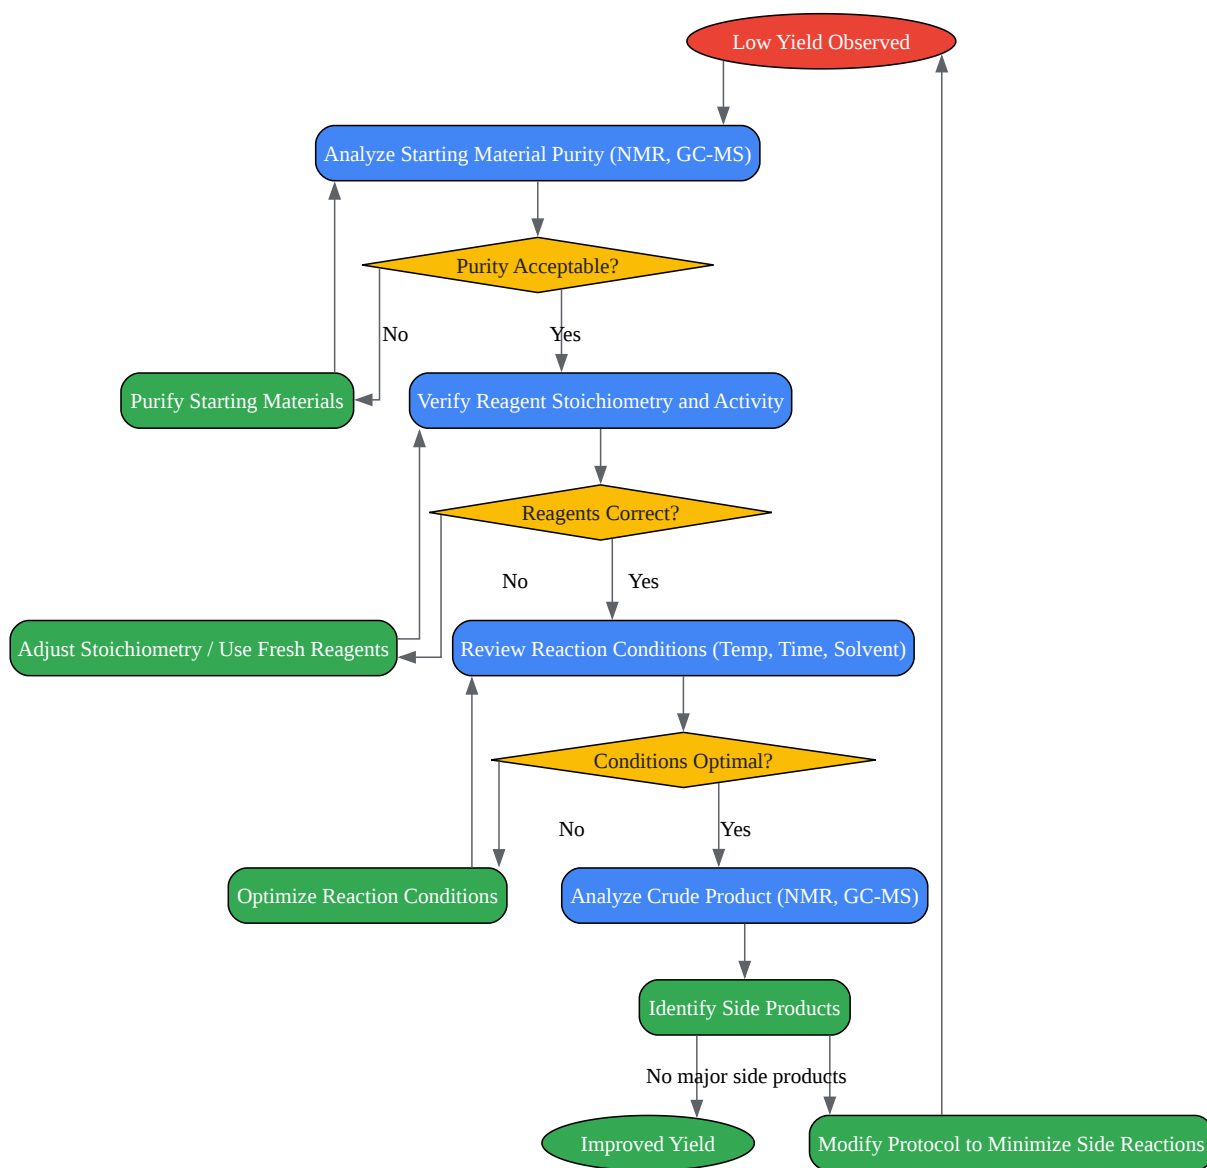 Low Yield Observed
Analyze Starting Material Purity (NMR, GC-MS)
Purity Acceptable?
No
Yes
Purify Starting Materials
Verify Reagent Stoichiometry and Activity
Reagents Correct?
No
Yes
Adjust Stoichiometry / Use Fresh Reagents
Review Reaction Conditions (Temp, Time, Solvent)
Conditions Optimal?
No
Yes
Optimize Reaction Conditions
Analyze Crude Product (NMR, GC-MS)
Identify Side Products
No major side products
Improved Yield
Modify Protocol to Minimize Side Reactions